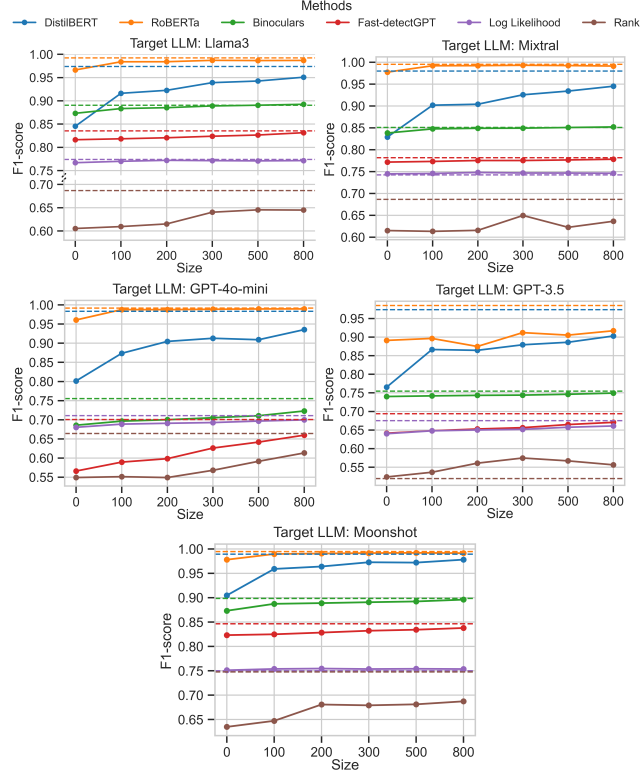 Methods
DistilBERT RoBERTa Binoculars Fast-detectGPT Log Likelihood Rank
Target LLM: Llama3
F1-score
1.00
0.95
0.90
0.85
0.80
0.75
0.70
0.65
0.60
0 100 200 300 500 800
Size
Target LLM: Mixtral
F1-score
1.00
0.95
0.90
0.85
0.80
0.75
0.70
0.65
0.60
0 100 200 300 500 800
Size
Target LLM: GPT-4o-mini
F1-score
1.00
0.95
0.90
0.85
0.80
0.75
0.70
0.65
0.60
0.55
0 100 200 300 500 800
Size
Target LLM: GPT-3.5
F1-score
0.95
0.90
0.85
0.80
0.75
0.70
0.65
0.60
0.55
0 100 200 300 500 800
Size
Target LLM: Moonshot
F1-score
1.00
0.95
0.90
0.85
0.80
0.75
0.70
0.65
0 100 200 300 500 800
Size